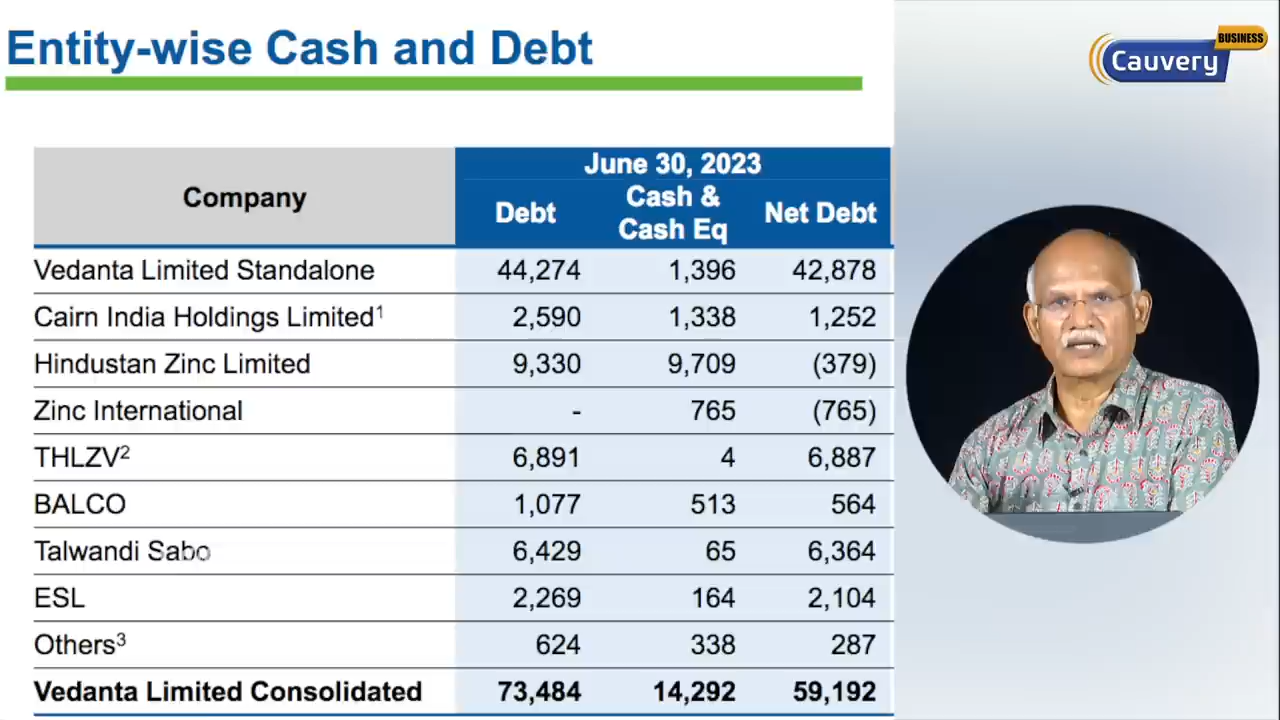 Entity-wise Cash and Debt
BUSINESS
Cauvery
June 30, 2023
Company Debt Cash & Cash Eq Net Debt
Vedanta Limited Standalone 44,274 1,396 42,878
Cairn India Holdings Limited¹ 2,590 1,338 1,252
Hindustan Zinc Limited 9,330 9,709 (379)
Zinc International - 765 (765)
THLZV² 6,891 4 6,887
BALCO 1,077 513 564
Talwandi Sabo 6,429 65 6,364
ESL 2,269 164 2,104
Others³ 624 338 287
Vedanta Limited Consolidated 73,484 14,292 59,192